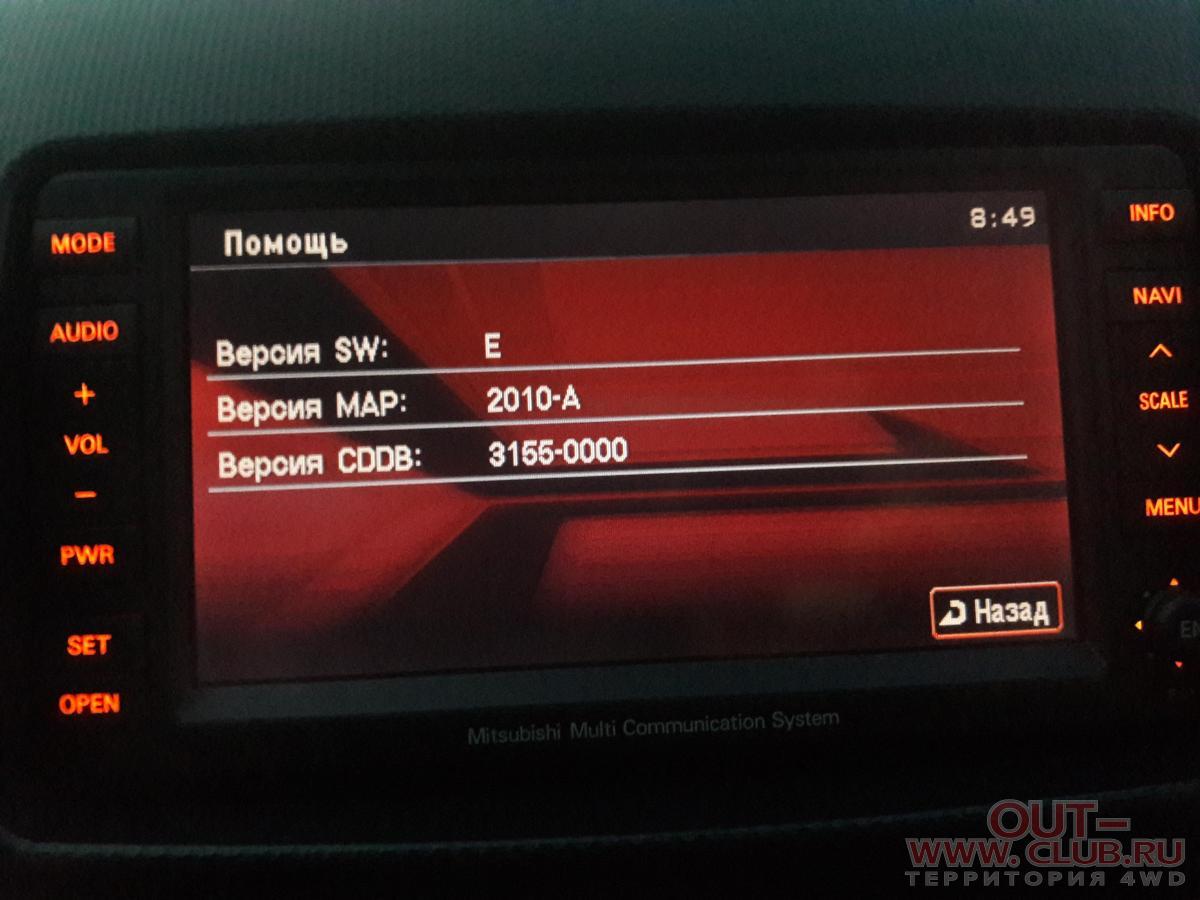 MODE
AUDIO
+
VOL
−
PWR
SET
OPEN
Помощь
8:49
Версия SW: E
Версия MAP: 2010-A
Версия CDDB: 3155-0000
Назад
INFO
NAVI
SCALE
MENU
Mitsubishi Multi Communication System
OUT-
WWW.CLUB.RU
ТЕРРИТОРИЯ 4WD